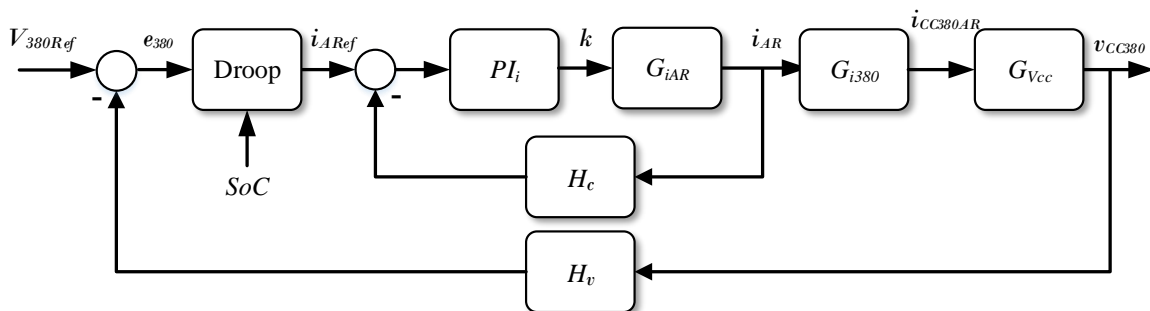 V380Ref
e380
Droop
SoC
iARef
PIi
k
GiAR
iAR
Gi380
iCC380AR
GVcc
vCC380
-
-
Hc
Hv